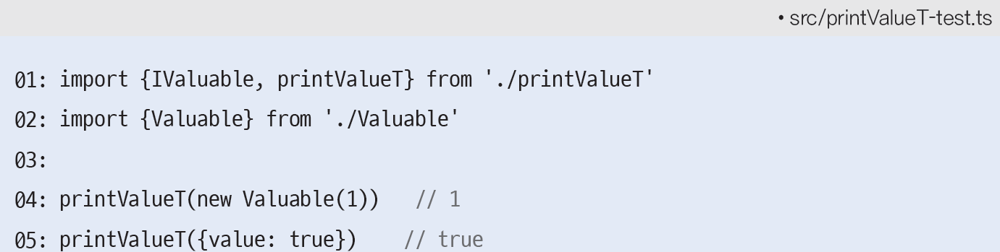 • src/printValueT-test.ts
01: import {IValuable, printValueT} from './printValueT'
02: import {Valuable} from './Valuable'
03:
04: printValueT(new Valuable(1))   // 1
05: printValueT({value: true})    // true